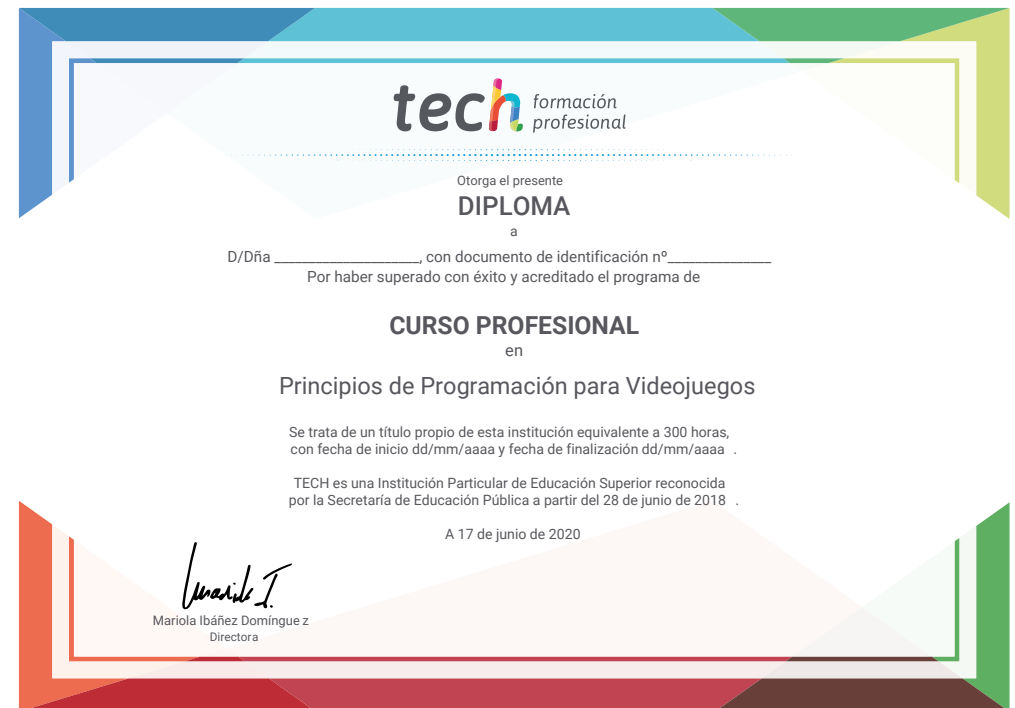 tech formación
profesional
Otorga el presente
DIPLOMA
a
D/Dña _____________________, con documento de identificación nº_______________
Por haber superado con éxito y acreditado el programa de
CURSO PROFESIONAL
en
Principios de Programación para Videojuegos
Se trata de un título propio de esta institución equivalente a 300 horas,
con fecha de inicio dd/mm/aaaa y fecha de finalización dd/mm/aaaa .
TECH es una Institución Particular de Educación Superior reconocida
por la Secretaría de Educación Pública a partir del 28 de junio de 2018 .
A 17 de junio de 2020
Mariola Ibáñez Domíngue z
Directora